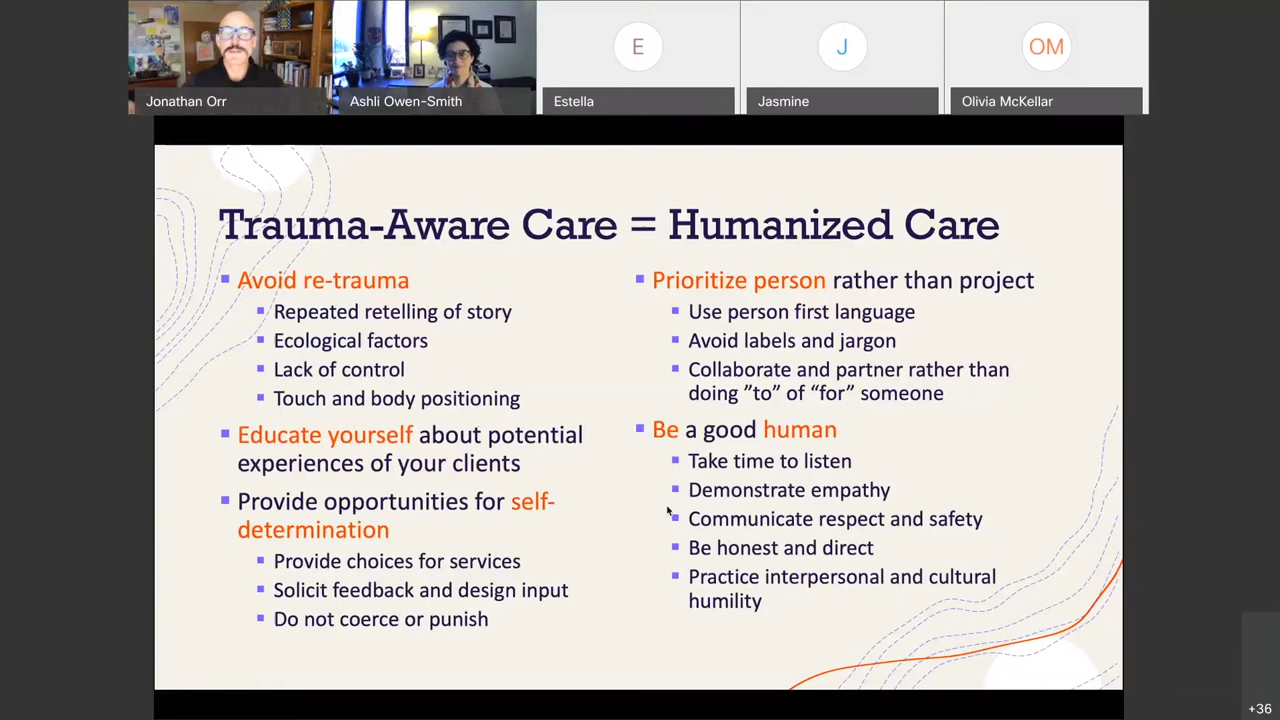 Jonathan Orr
Ashli Owen-Smith
E
Estella
J
Jasmine
OM
Olivia McKellar
Trauma-Aware Care = Humanized Care
Avoid re-trauma
Repeated retelling of story
Ecological factors
Lack of control
Touch and body positioning
Educate yourself about potential
experiences of your clients
Provide opportunities for self-
determination
Provide choices for services
Solicit feedback and design input
Do not coerce or punish
Prioritize person rather than project
Use person first language
Avoid labels and jargon
Collaborate and partner rather than
doing ”to” of “for” someone
Be a good human
Take time to listen
Demonstrate empathy
Communicate respect and safety
Be honest and direct
Practice interpersonal and cultural
humility
+36